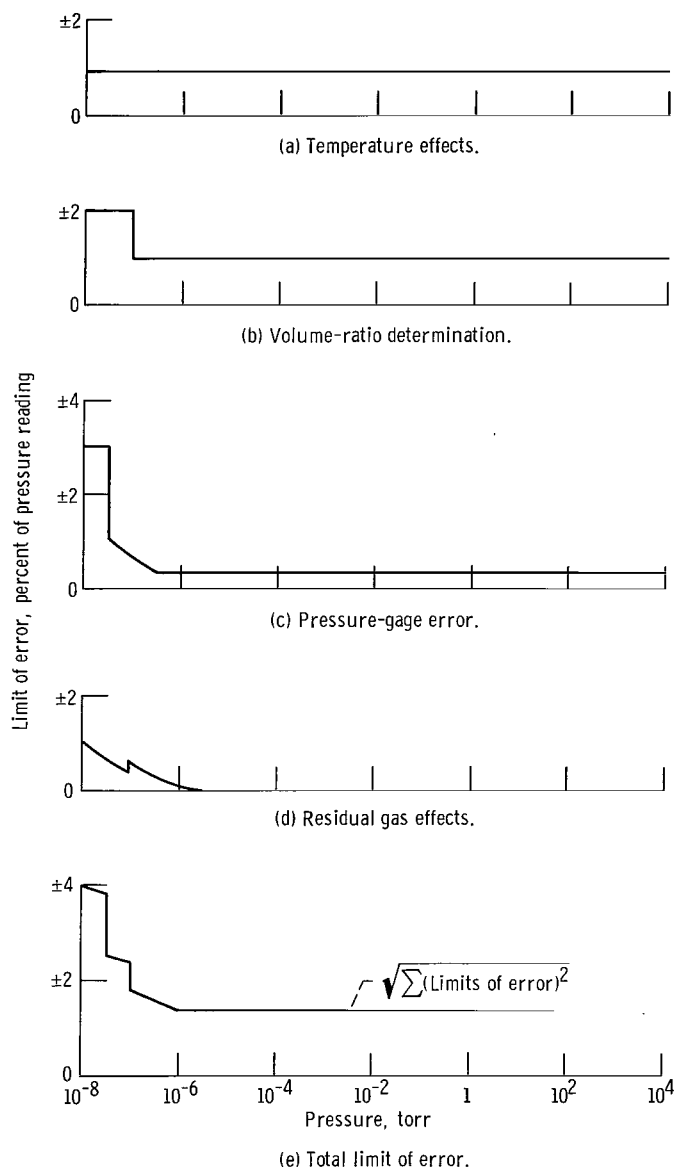 ±2
0
(a) Temperature effects.
±2
0
(b) Volume-ratio determination.
Limit of error, percent of pressure reading
±4
±2
0
(c) Pressure-gage error.
±2
0
(d) Residual gas effects.
±4
±2
√∑(Limits of error)²
0
10⁻⁸ 10⁻⁶ 10⁻⁴ 10⁻² 1 10² 10⁴
Pressure, torr
(e) Total limit of error.